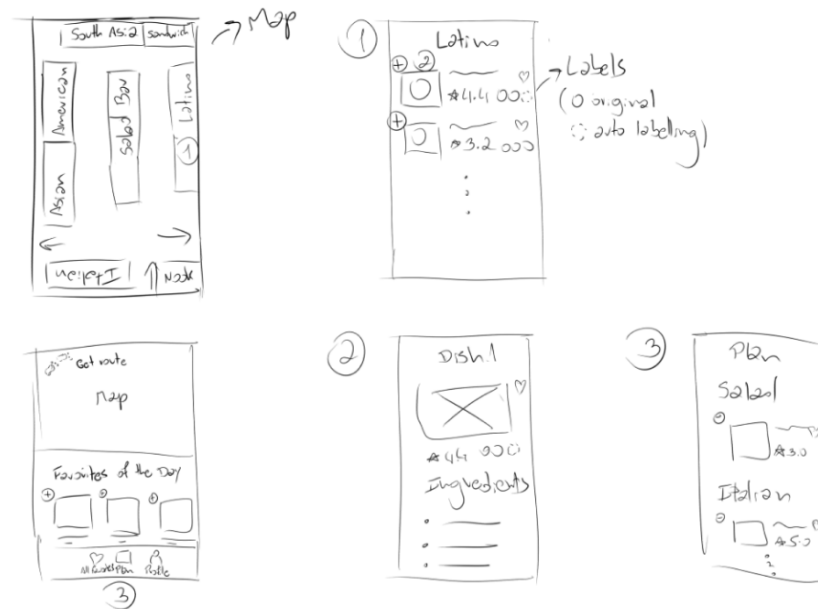 South Asia sandwich
Map
American
Asian
Salad Bar
Latino
1
Italian
1
Latino
+ 2
4.4
+
3.2
Labels
(O original
auto labelling)
Get route
Map
Favorites of the Day
+
Plan
Profile
3
2
Dish 1
4.4
Ingredients
3
Plan
Salad
3.0
Italian
5.0